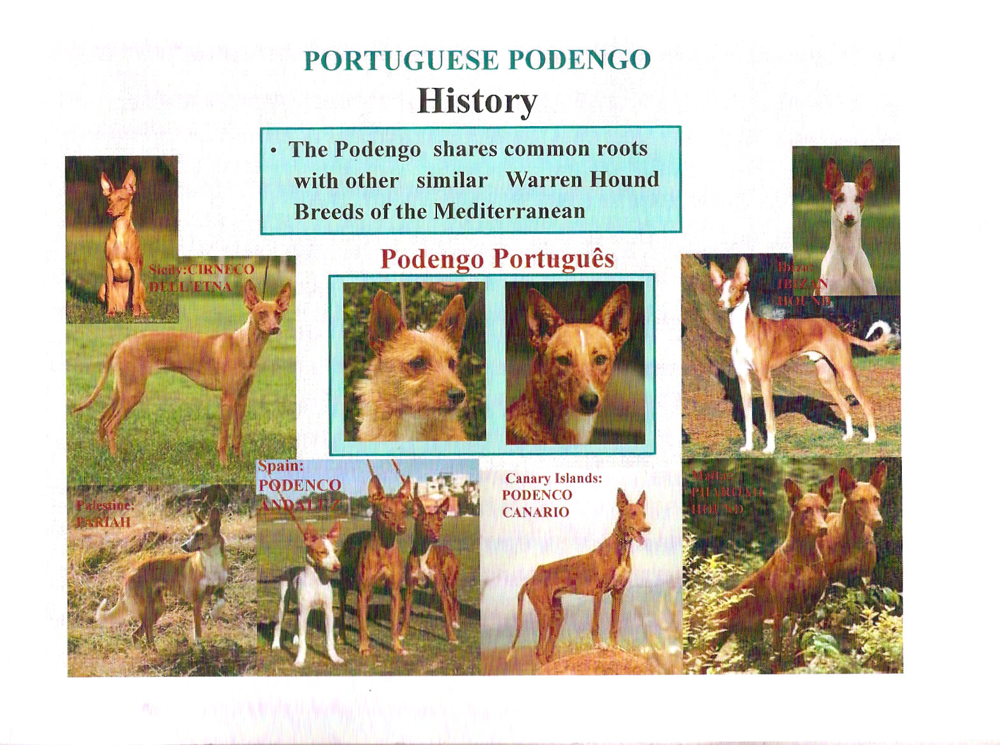 PORTUGUESE PODENGO
History
• The Podengo shares common roots
with other similar Warren Hound
Breeds of the Mediterranean
Podengo Português
Sicily:CIRNECO
DELL'ETNA
Ibiza:
IBIZAN
HOUND
Spain:
PODENCO
ANDALUZ
Canary Islands:
PODENCO
CANARIO
Malta:
PHAROAH
HOUND
Palestine:
PARIAH